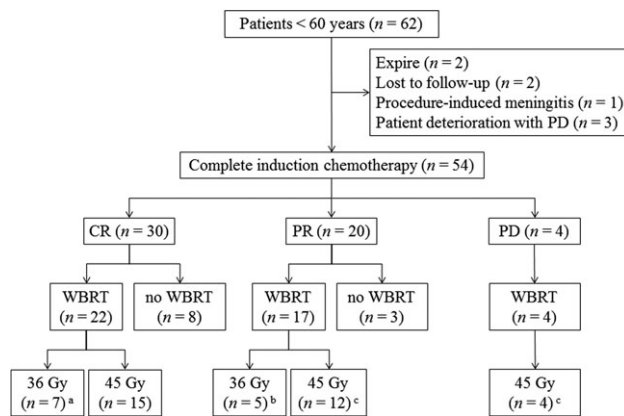 Patients < 60 years (n = 62)
Expire (n = 2)
Lost to follow-up (n = 2)
Procedure-induced meningitis (n = 1)
Patient deterioration with PD (n = 3)
Complete induction chemotherapy (n = 54)
CR (n = 30)
PR (n = 20)
PD (n = 4)
WBRT
(n = 22)
no WBRT
(n = 8)
WBRT
(n = 17)
no WBRT
(n = 3)
WBRT
(n = 4)
36 Gy
(n = 7) a
45 Gy
(n = 15)
36 Gy
(n = 5) b
45 Gy
(n = 12) c
45 Gy
(n = 4) c